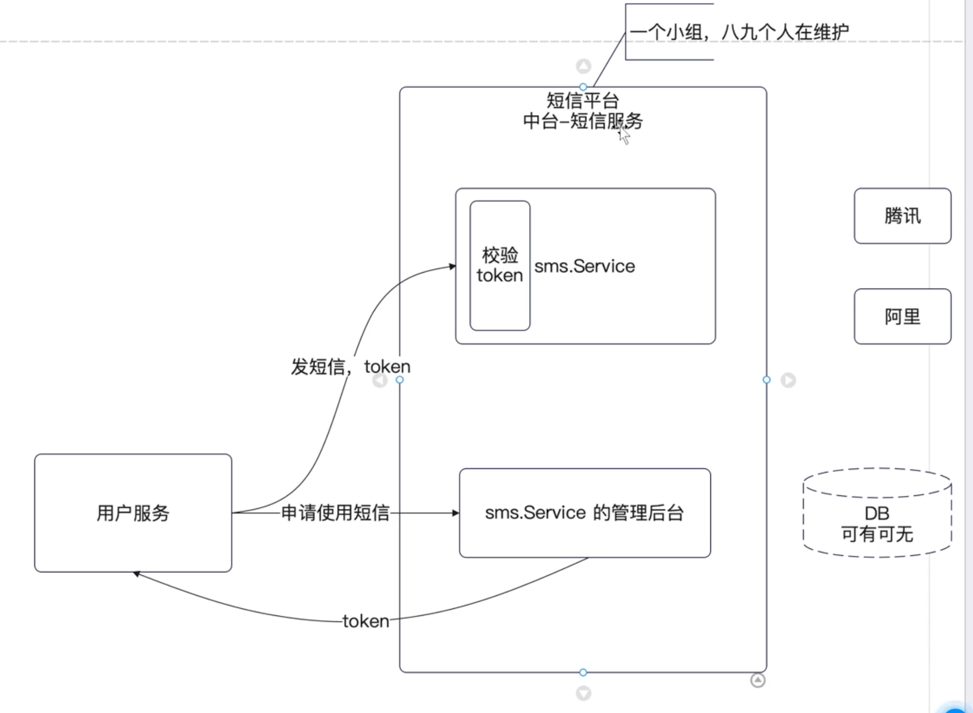 一个小组，八九个人在维护
短信平台
中台-短信服务
校验
token
sms.Service
腾讯
阿里
发短信，token
用户服务
申请使用短信
sms.Service 的管理后台
DB
可有可无
token